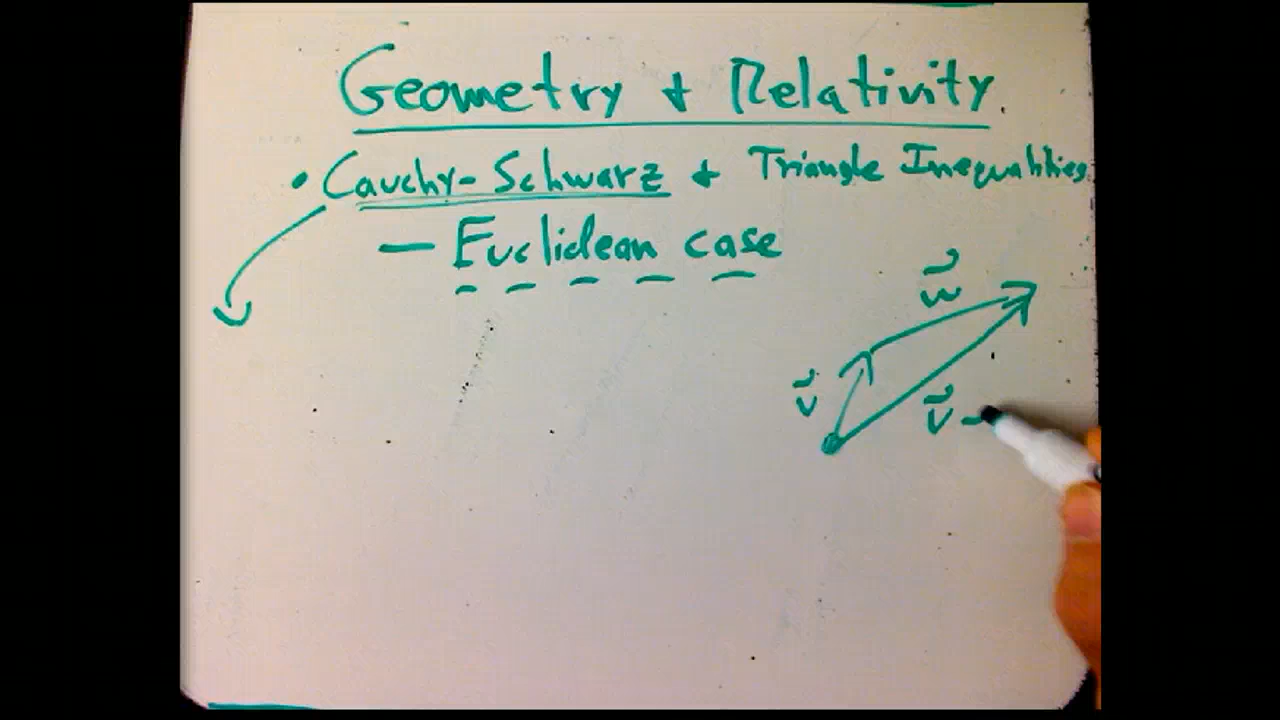 Geometry + Relativity.
• Cauchy-Schwarz + Triangle Inequalities
— Euclidean case
w⃗
v⃗
v⃗ -